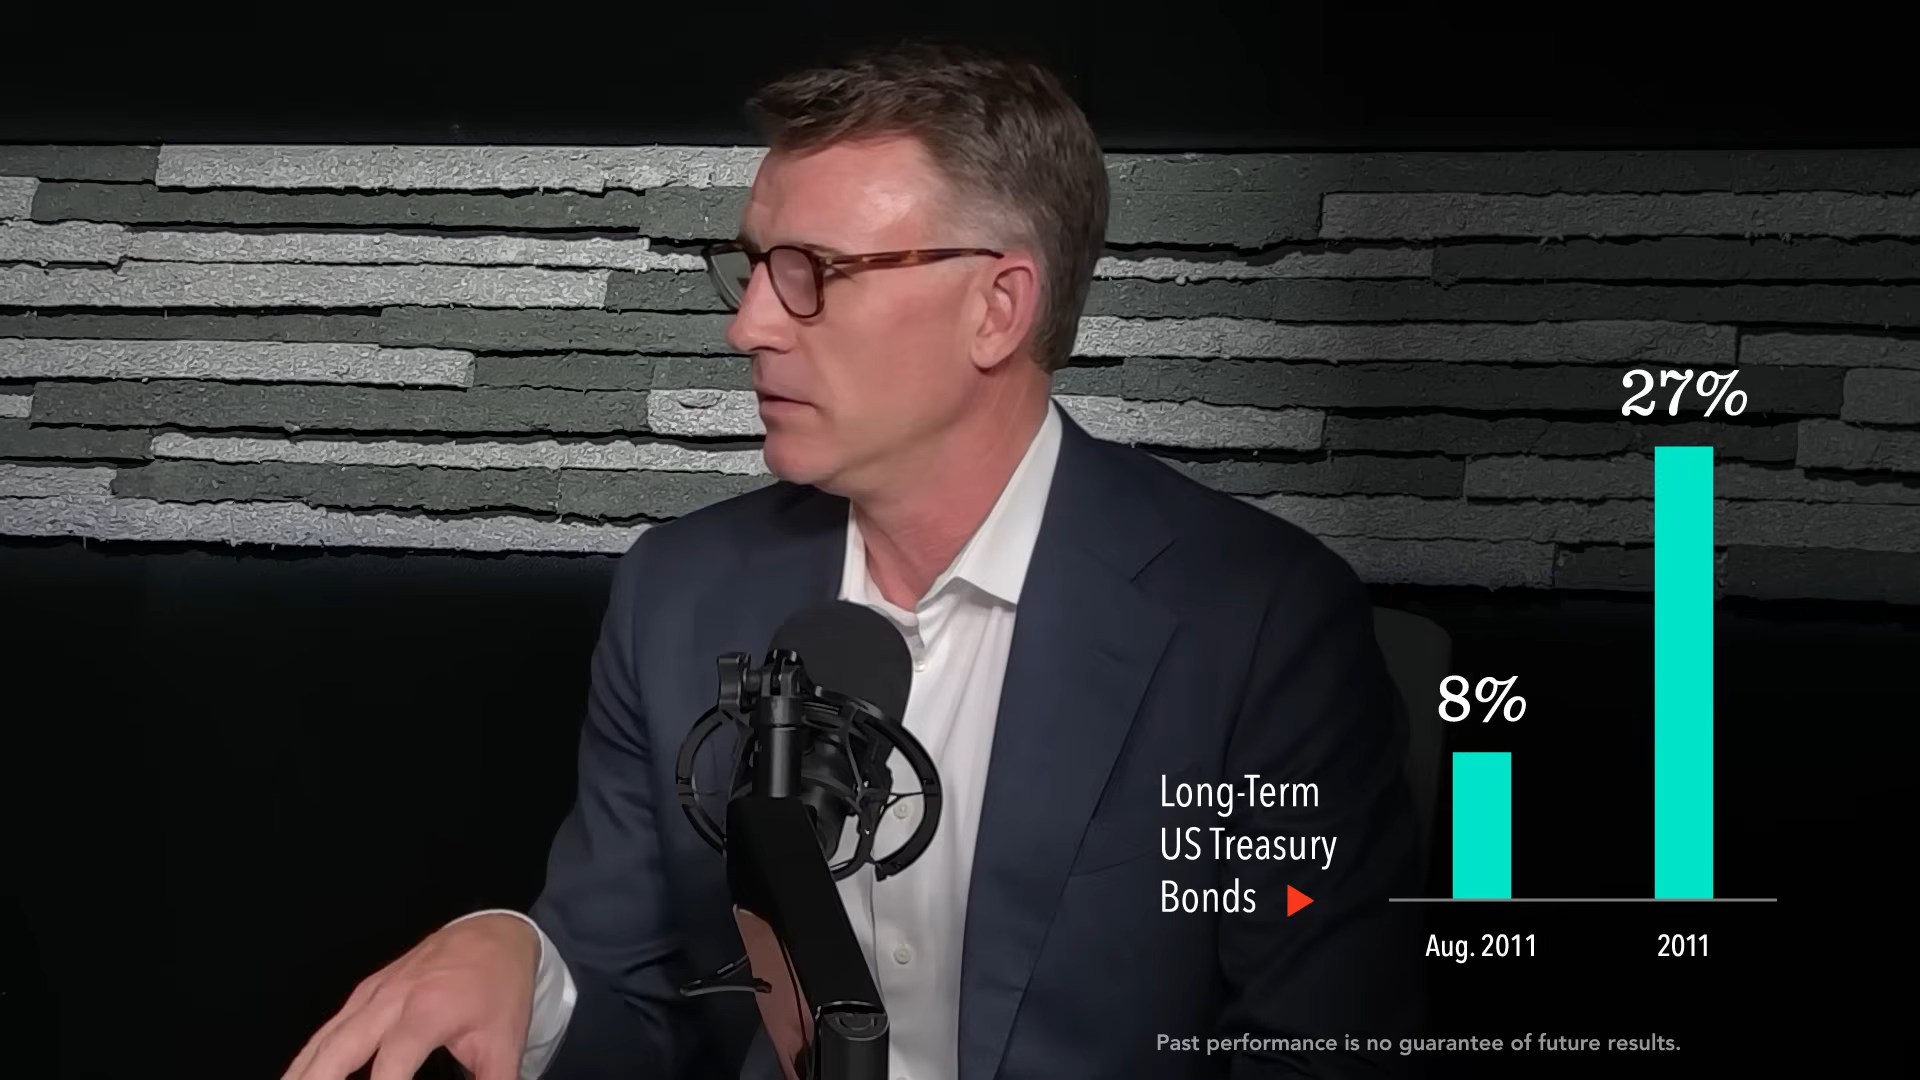 27%
8%
Long-Term
US Treasury
Bonds
Aug. 2011
2011
Past performance is no guarantee of future results.